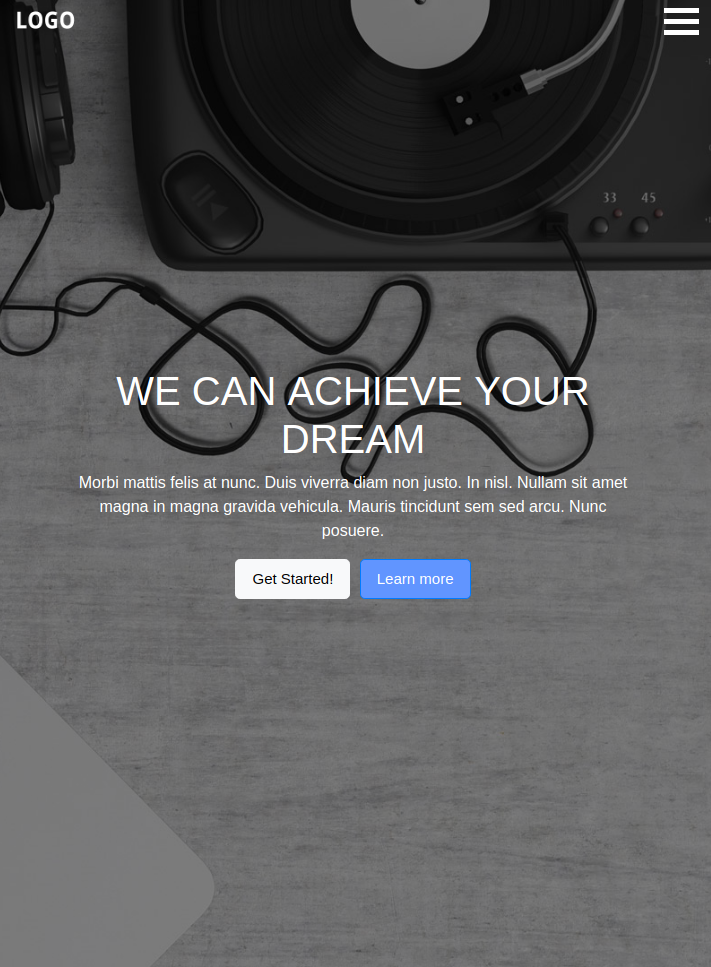 LOGO
33 45
WE CAN ACHIEVE YOUR
DREAM
Morbi mattis felis at nunc. Duis viverra diam non justo. In nisl. Nullam sit amet
magna in magna gravida vehicula. Mauris tincidunt sem sed arcu. Nunc
posuere.
Get Started! Learn more